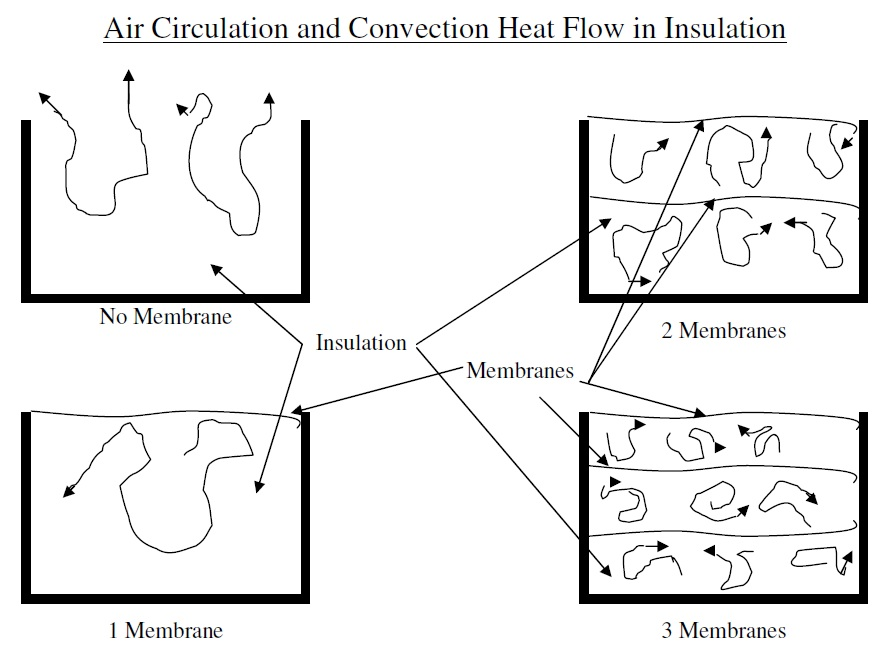 Air Circulation and Convection Heat Flow in Insulation
No Membrane
2 Membranes
Insulation
Membranes
1 Membrane
3 Membranes